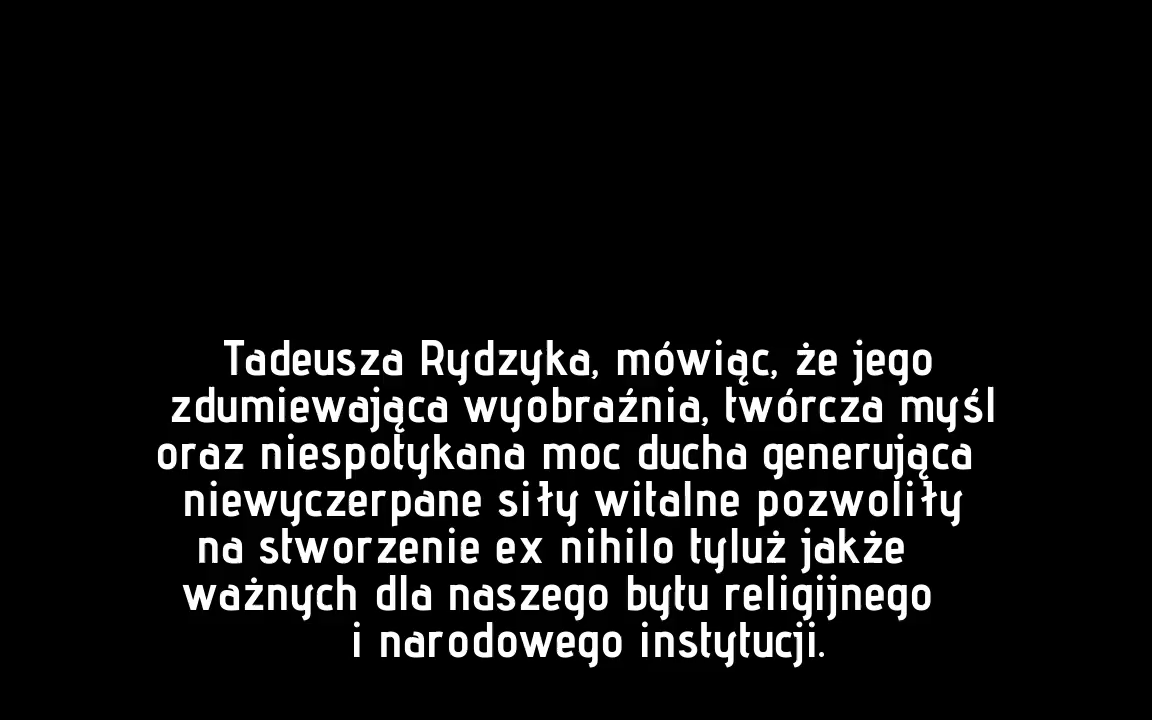 Tadeusza Rydzyka, mówiąc, że jego
zdumiewająca wyobraźnia, twórcza myśl
oraz niespotykana moc ducha generująca
niewyczerpane siły witalne pozwoliły
na stworzenie ex nihilo tyluż jakże
ważnych dla naszego bytu religijnego
i narodowego instytucji.